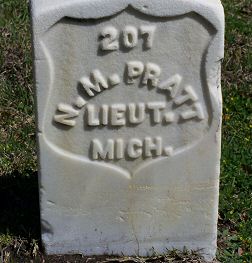 207
N. M. PRATT
LIEUT.
MICH.